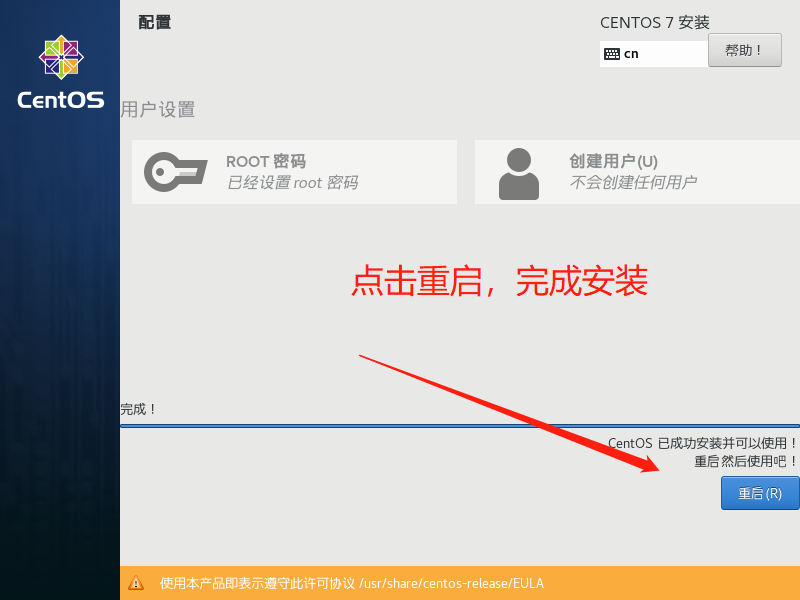 配置
CENTOS 7 安装
cn
帮助！
CentOS
用户设置
ROOT 密码
已经设置 root 密码
创建用户(U)
不会创建任何用户
点击重启，完成安装
完成！
CentOS 已成功安装并可以使用！
重启然后使用吧！
重启(R)
使用本产品即表示遵守此许可协议 /usr/share/centos-release/EULA